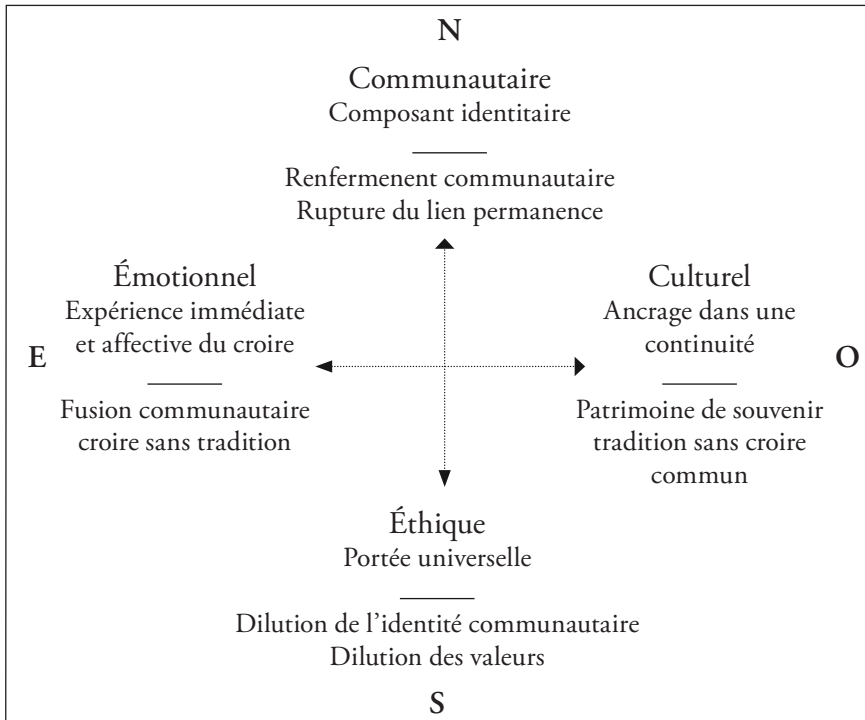 N
Communautaire
Composant identitaire
Renfermenent communautaire
Rupture du lien permanence
Émotionnel
Expérience immédiate
et affective du croire
E
Fusion communautaire
croire sans tradition
Culturel
Ancrage dans une
continuité
O
Patrimoine de souvenir
tradition sans croire
commun
Éthique
Portée universelle
Dilution de l’identité communautaire
Dilution des valeurs
S